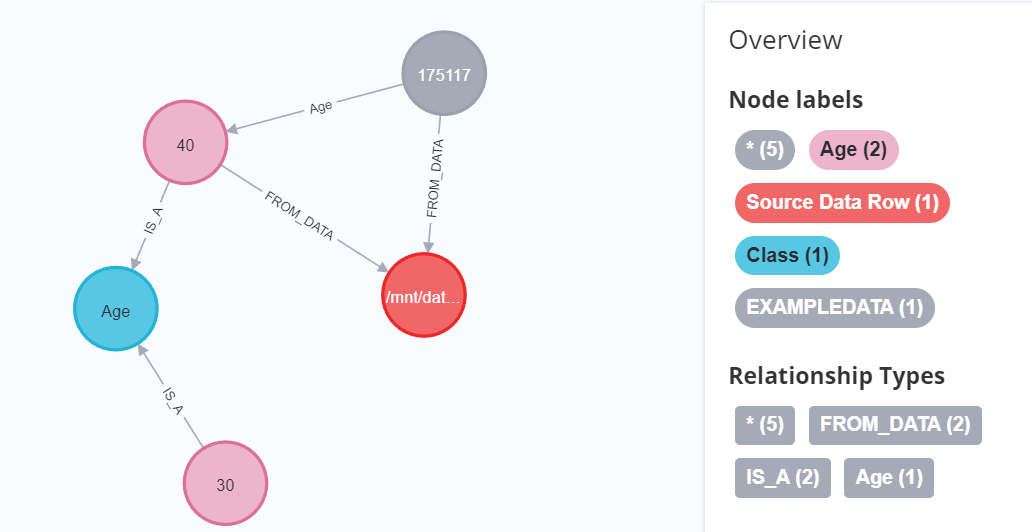 175117
Age
40
FROM_DATA
FROM_DATA
IS_A
/mnt/dat...
Age
IS_A
30
Overview
Node labels
* (5) Age (2)
Source Data Row (1)
Class (1)
EXAMPLEDATA (1)
Relationship Types
* (5) FROM_DATA (2)
IS_A (2) Age (1)